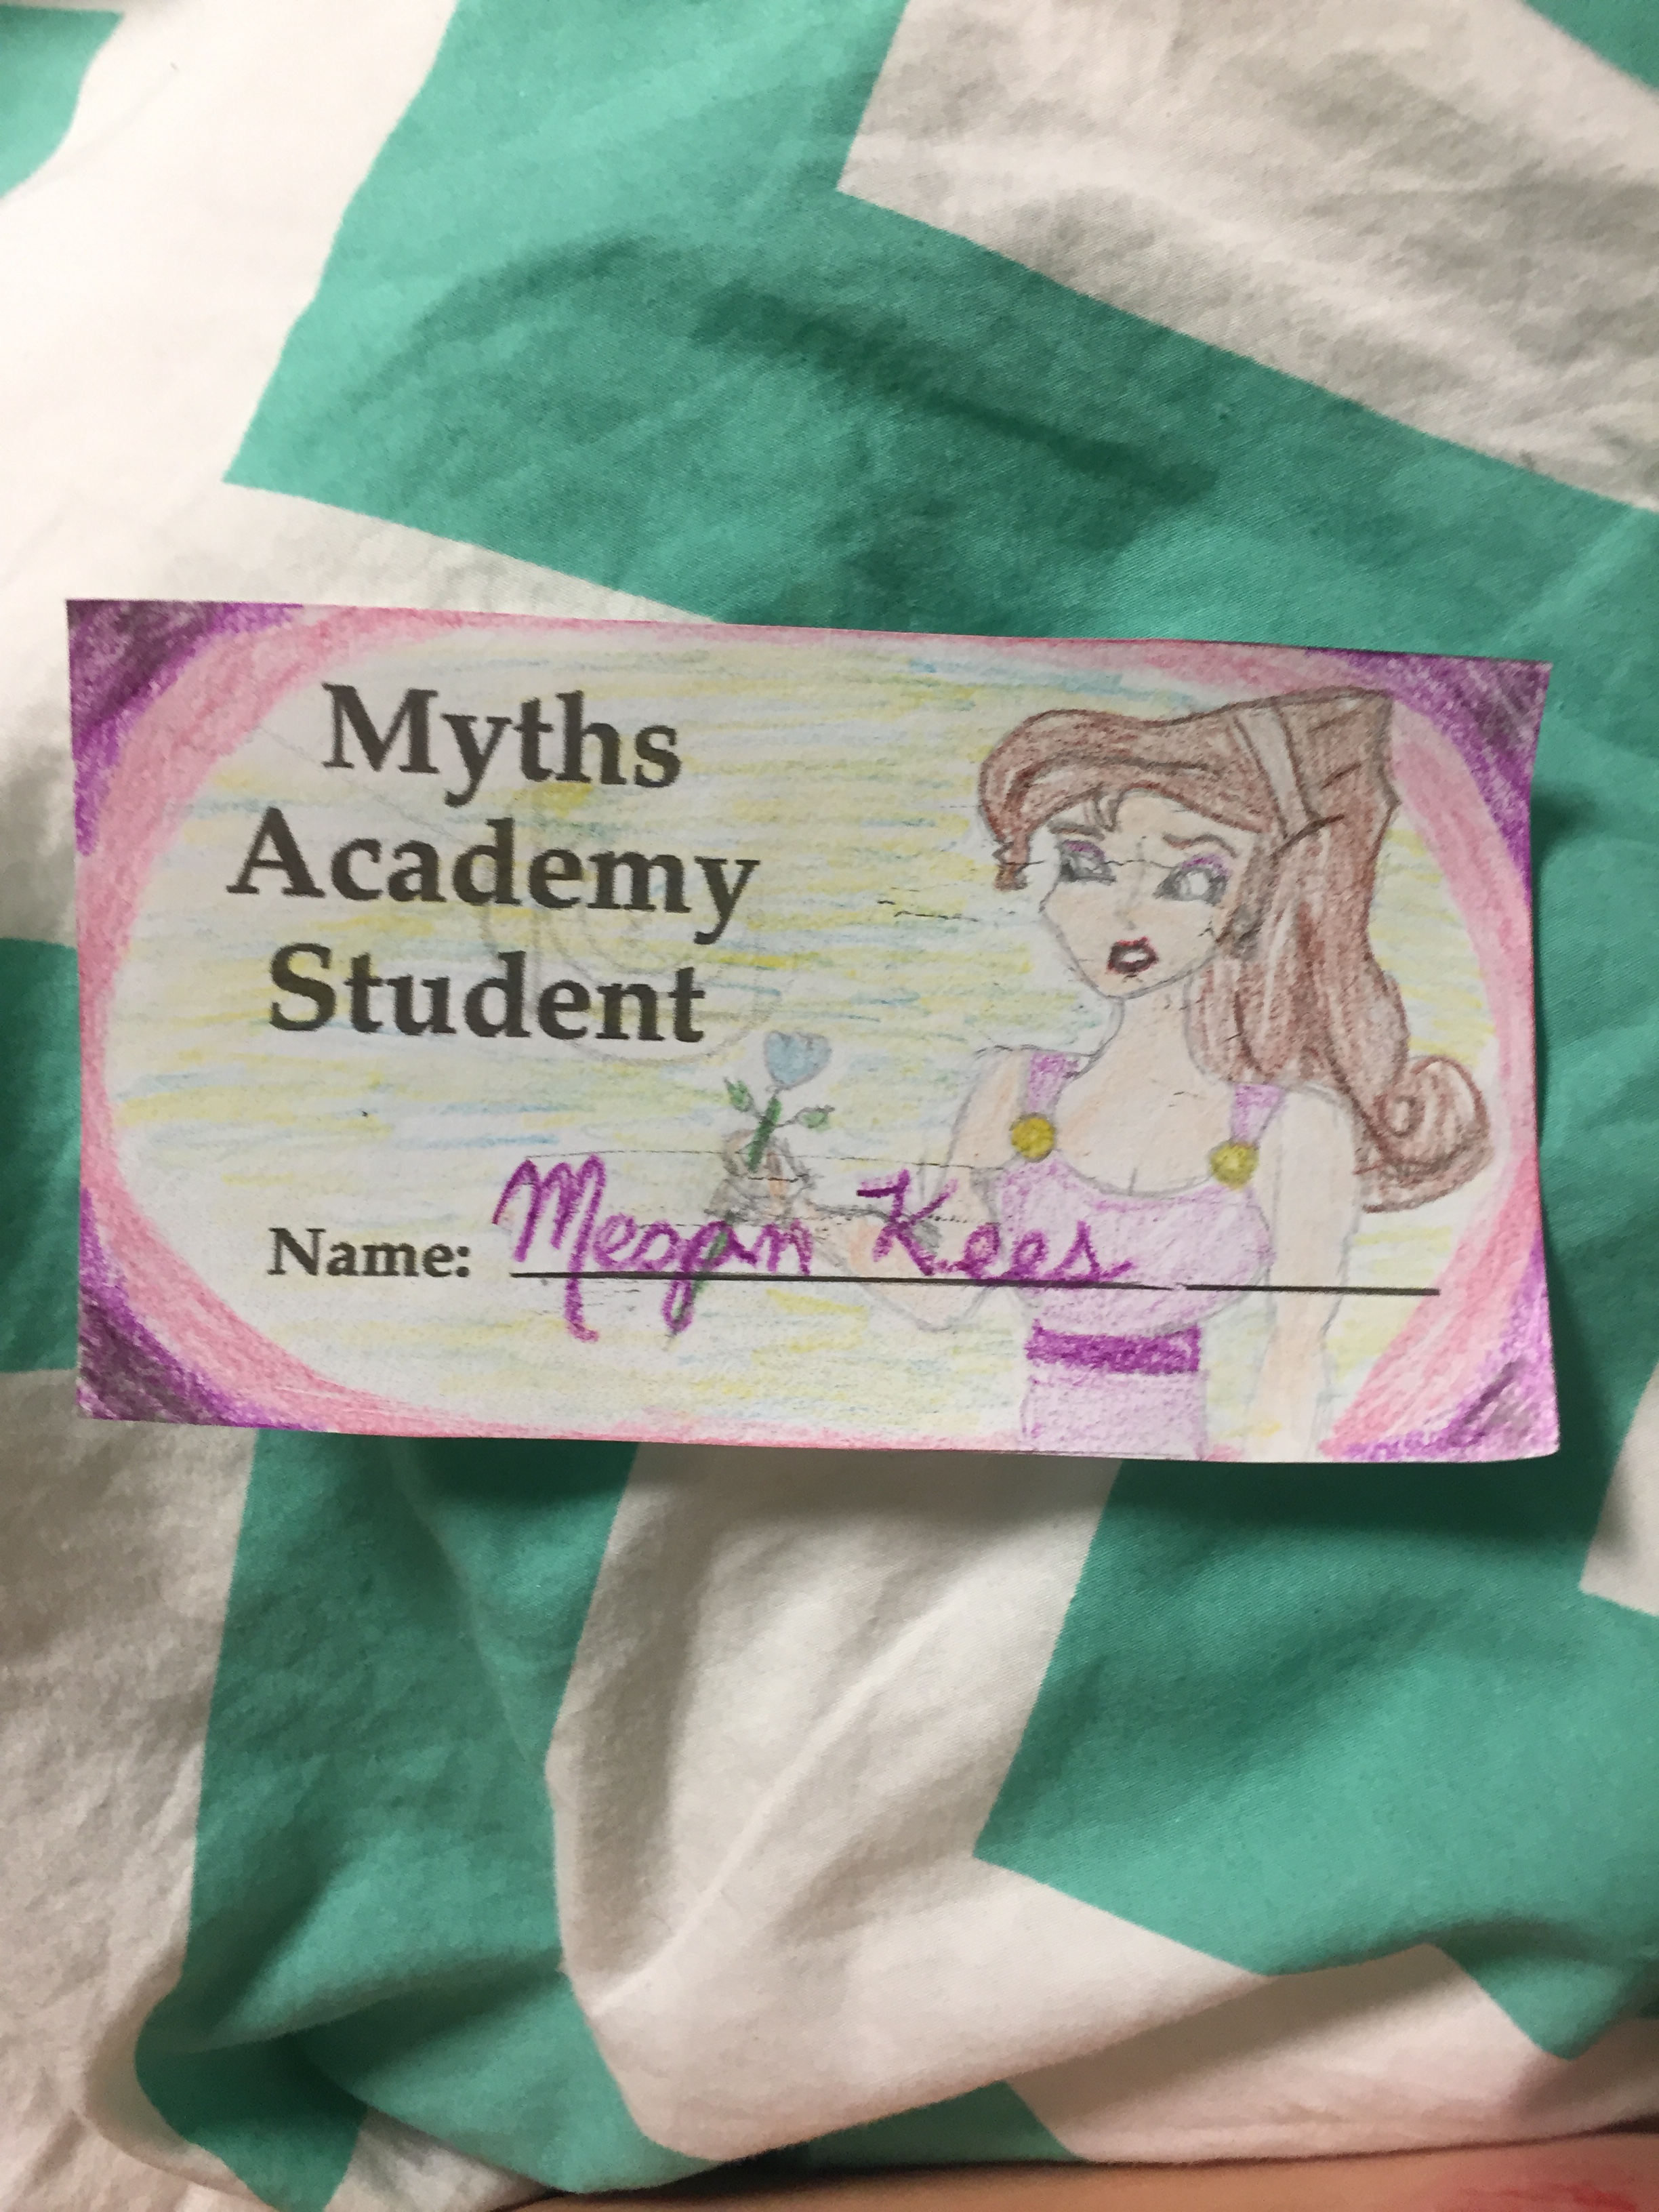 Myths
Academy
Student
Name: Megan Kees